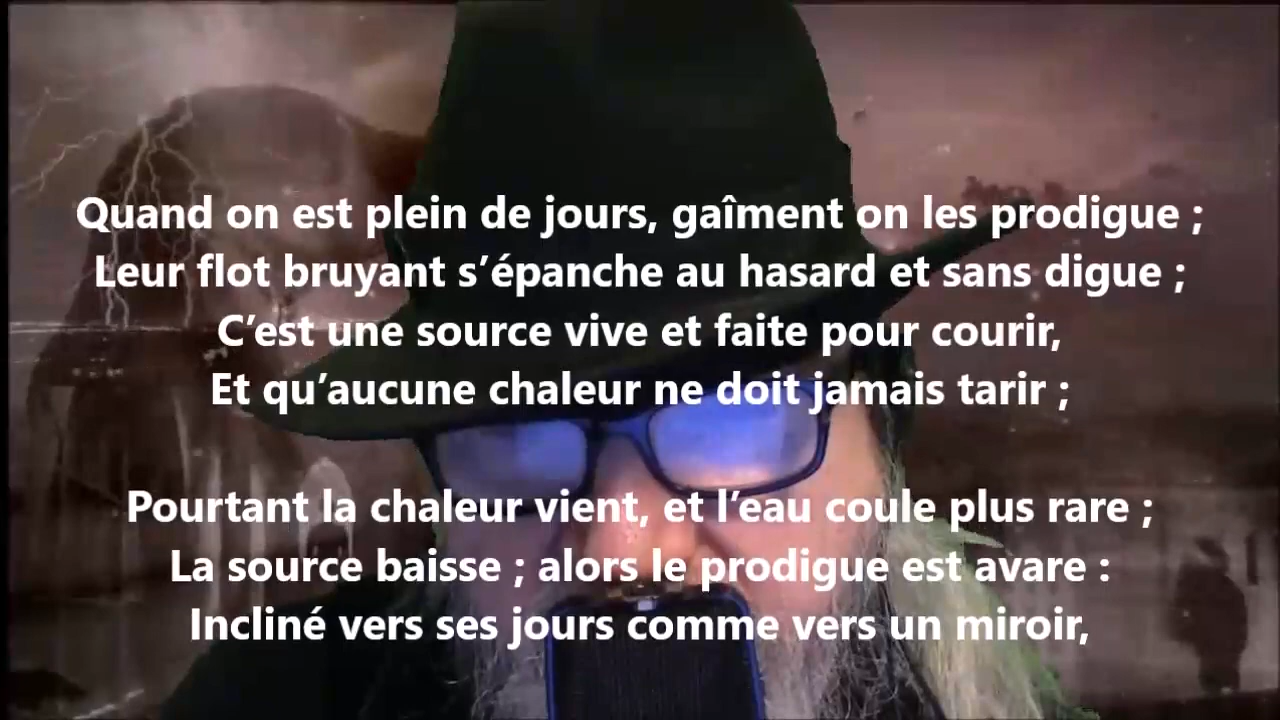 Quand on est plein de jours, gaîment on les prodigue ;
Leur flot bruyant s’épanche au hasard et sans digue ;
C’est une source vive et faite pour courir,
Et qu’aucune chaleur ne doit jamais tarir ;
Pourtant la chaleur vient, et l’eau coule plus rare ;
La source baisse ; alors le prodigue est avare :
Incliné vers ses jours comme vers un miroir,